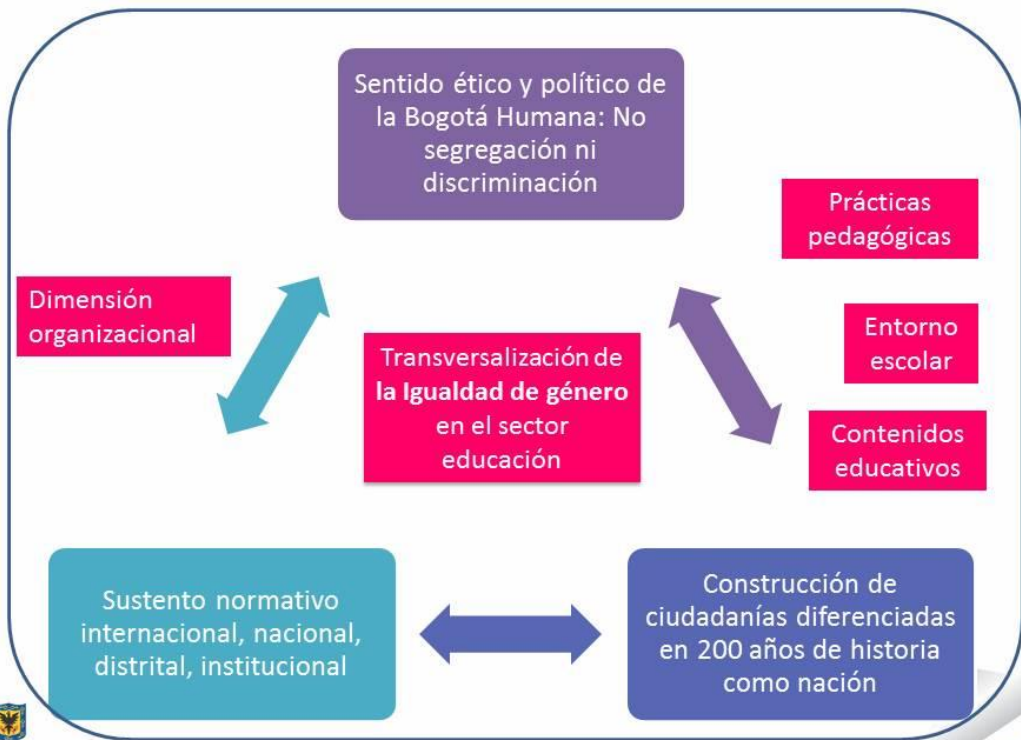 Sentido ético y político de
la Bogotá Humana: No
segregación ni
discriminación
Prácticas
pedagógicas
Dimensión
organizacional
Entorno
escolar
Transversalización de
la Igualdad de género
en el sector
educación
Contenidos
educativos
Sustento normativo
internacional, nacional,
distrital, institucional
Construcción de
ciudadanías diferenciadas
en 200 años de historia
como nación